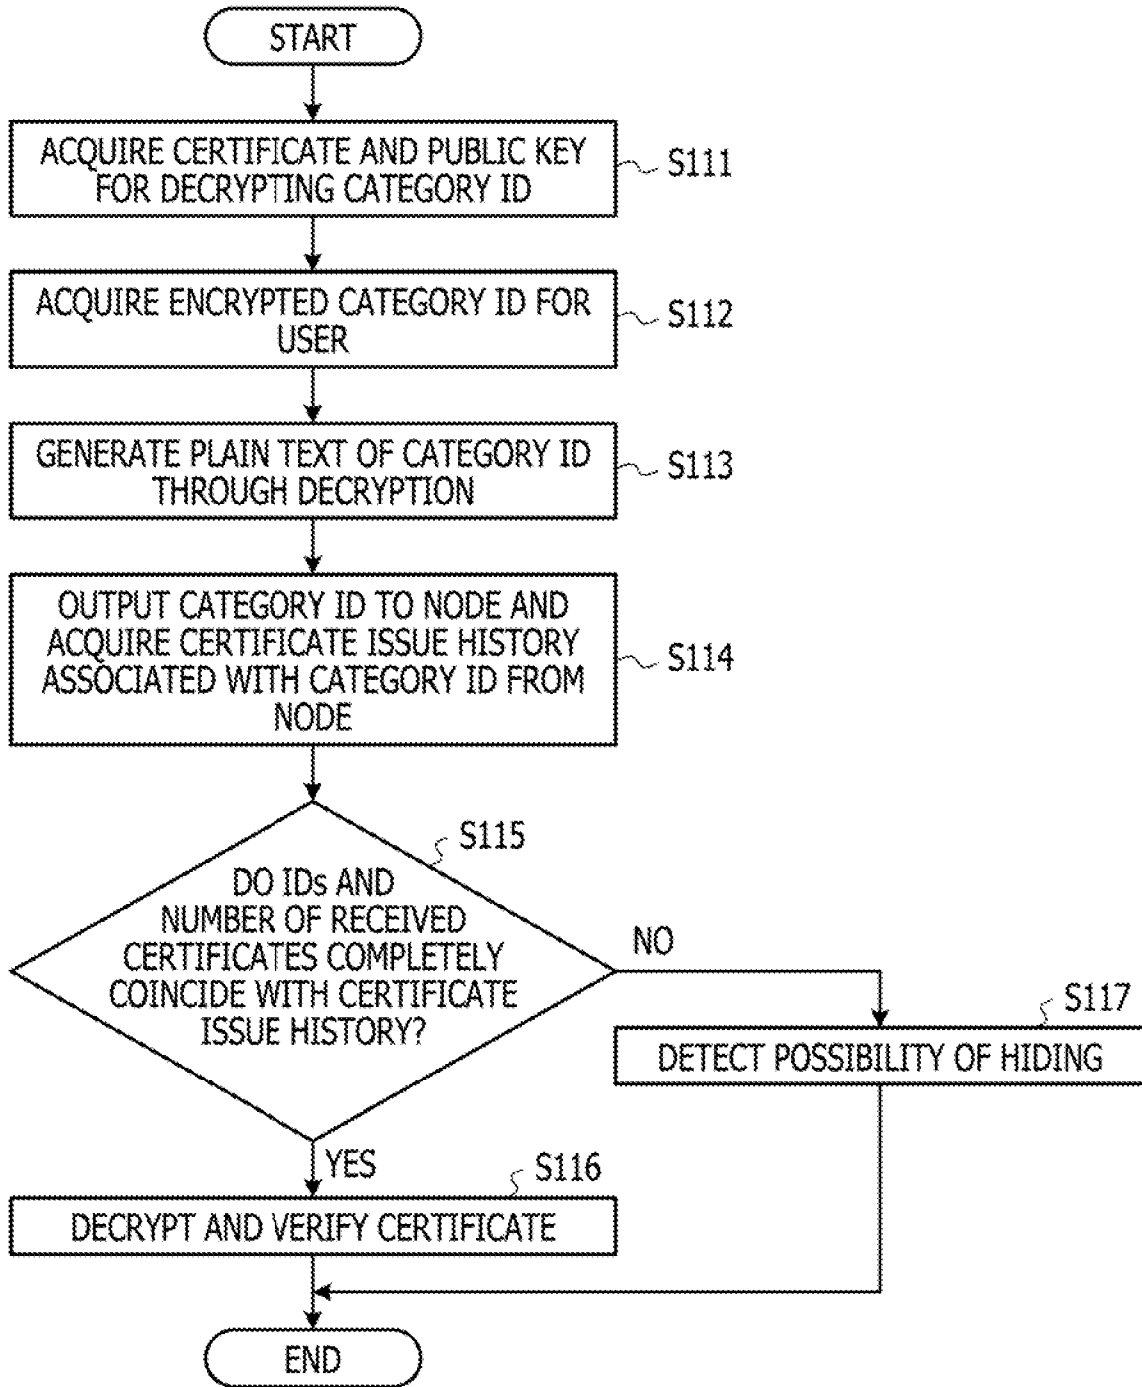 START
ACQUIRE CERTIFICATE AND PUBLIC KEY
FOR DECRYPTING CATEGORY ID
S111
ACQUIRE ENCRYPTED CATEGORY ID FOR
USER
S112
GENERATE PLAIN TEXT OF CATEGORY ID
THROUGH DECRYPTION
S113
OUTPUT CATEGORY ID TO NODE AND
ACQUIRE CERTIFICATE ISSUE HISTORY
ASSOCIATED WITH CATEGORY ID FROM
NODE
S114
S115
DO IDs AND
NUMBER OF RECEIVED
CERTIFICATES COMPLETELY
COINCIDE WITH CERTIFICATE
ISSUE HISTORY?
NO
S117
DETECT POSSIBILITY OF HIDING
YES
S116
DECRYPT AND VERIFY CERTIFICATE
END